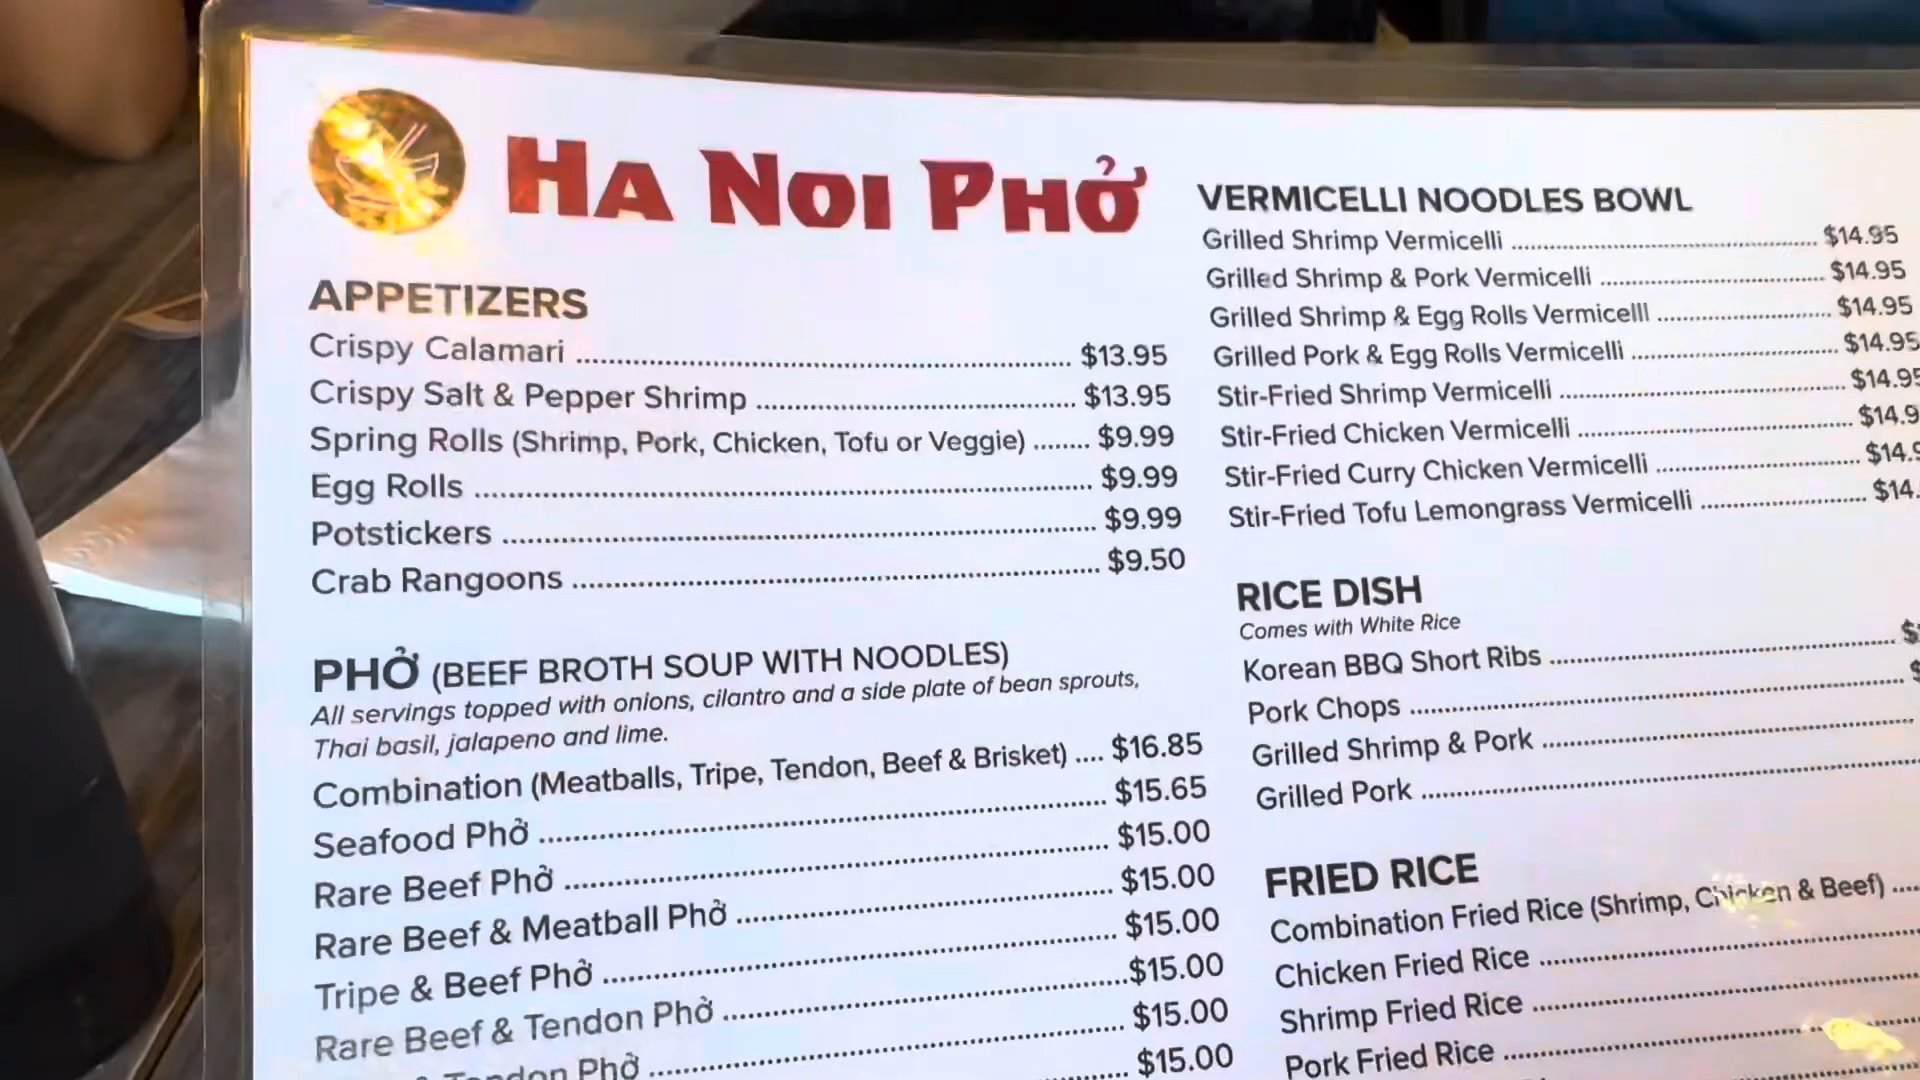 HA NOI PHỞ
APPETIZERS
Crispy Calamari ........ $13.95
Crispy Salt & Pepper Shrimp ........ $13.95
Spring Rolls (Shrimp, Pork, Chicken, Tofu or Veggie) ........ $9.99
Egg Rolls ........ $9.99
Potstickers ........ $9.99
Crab Rangoons ........ $9.50
PHỞ (BEEF BROTH SOUP WITH NOODLES)
All servings topped with onions, cilantro and a side plate of bean sprouts,
Thai basil, jalapeno and lime.
Combination (Meatballs, Tripe, Tendon, Beef & Brisket) .... $16.85
Seafood Phở ........ $15.65
Rare Beef Phở ........ $15.00
Rare Beef & Meatball Phở ........ $15.00
Tripe & Beef Phở ........ $15.00
Rare Beef & Tendon Phở ........ $15.00
& Tendon Phở ........ $15.00
$15.00
VERMICELLI NOODLES BOWL
Grilled Shrimp Vermicelli ........ $14.95
Grilled Shrimp & Pork Vermicelli ........ $14.95
Grilled Shrimp & Egg Rolls Vermicelll ........ $14.95
Grilled Pork & Egg Rolls Vermicelli ........ $14.95
Stir-Fried Shrimp Vermicelli ........ $14.95
Stir-Fried Chicken Vermicelli ........ $14.9
Stir-Fried Curry Chicken Vermicelli ........ $14.9
Stir-Fried Tofu Lemongrass Vermicelli ........ $14.
RICE DISH
Comes with White Rice
Korean BBQ Short Ribs ........ $
Pork Chops ........ $
Grilled Shrimp & Pork ........
Grilled Pork ........
FRIED RICE
Combination Fried Rice (Shrimp, Chicken & Beef) ....
Chicken Fried Rice ........
Shrimp Fried Rice ........
Pork Fried Rice ........